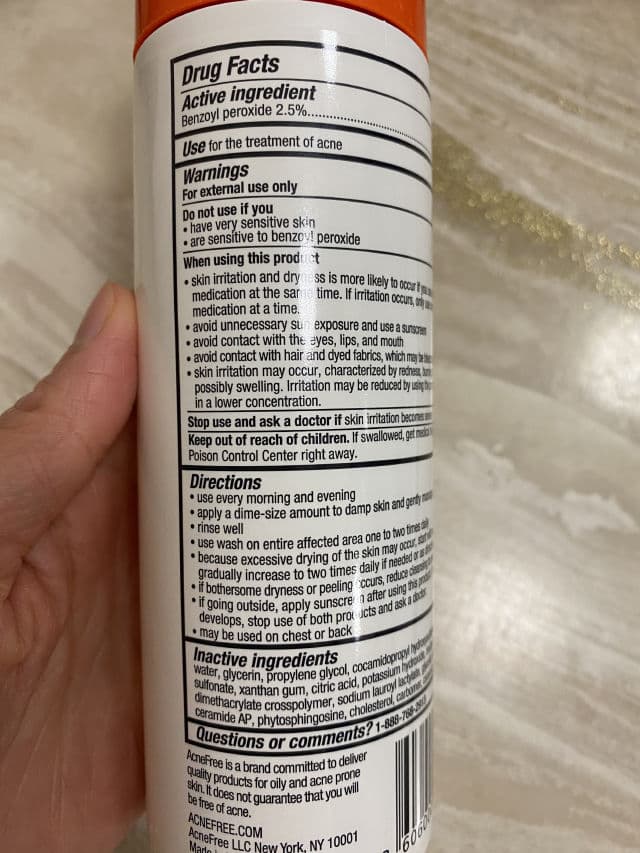 Drug Facts
Active ingredient
Benzoyl peroxide 2.5%
Use for the treatment of acne
Warnings
For external use only
Do not use if you
• have very sensitive skin
• are sensitive to benzoyl peroxide
When using this product
• skin irritation and dryness is more likely to occur if you
medication at the same time. If irritation occurs, only
medication at a time.
• avoid unnecessary sun exposure and use a sunscreen
• avoid contact with the eyes, lips, and mouth
• avoid contact with hair and dyed fabrics, which may be
• skin irritation may occur, characterized by redness,
possibly swelling. Irritation may be reduced by using
in a lower concentration.
Stop use and ask a doctor if skin irritation becomes
Keep out of reach of children. If swallowed, get
Poison Control Center right away.
Directions
• use every morning and evening
• apply a dime-size amount to damp skin and gently
• rinse well
• use wash on entire affected area one to two times daily
• because excessive drying of the skin may occur, start
gradually increase to two times daily if needed or as
• if bothersome dryness or peeling occurs, reduce
• if going outside, apply sunscreen after using this product.
develops, stop use of both products and ask a doctor.
• may be used on chest or back
Inactive ingredients
water, glycerin, propylene glycol, cocamidopropyl
sulfonate, xanthan gum, citric acid, potassium
dimethacrylate crosspolymer, sodium lauroyl lactylate,
ceramide AP, phytosphingosine, cholesterol, carbomer,
Questions or comments? 1-888-768-
AcneFree is a brand committed to deliver
quality products for oily and acne prone
skin. It does not guarantee that you will
be free of acne.
ACNEFREE.COM
AcneFree LLC New York, NY 10001
Made